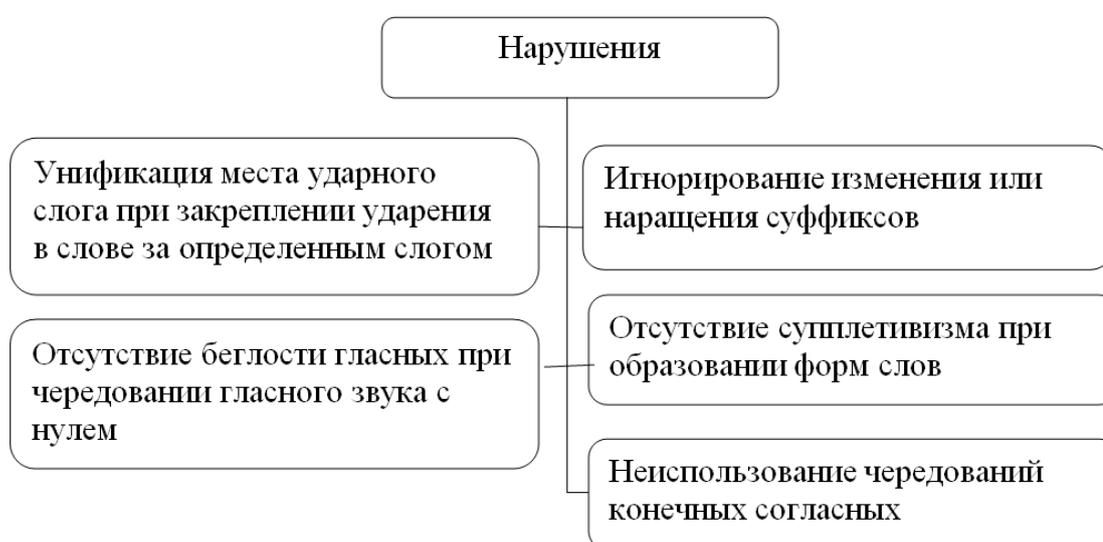 Нарушения
Унификация места ударного
слога при закреплении ударения
в слове за определенным слогом
Игнорирование изменения или
наращения суффиксов
Отсутствие беглости гласных при
чередовании гласного звука с
нулем
Отсутствие супплетивизма при
образовании форм слов
Неиспользование чередований
конечных согласных